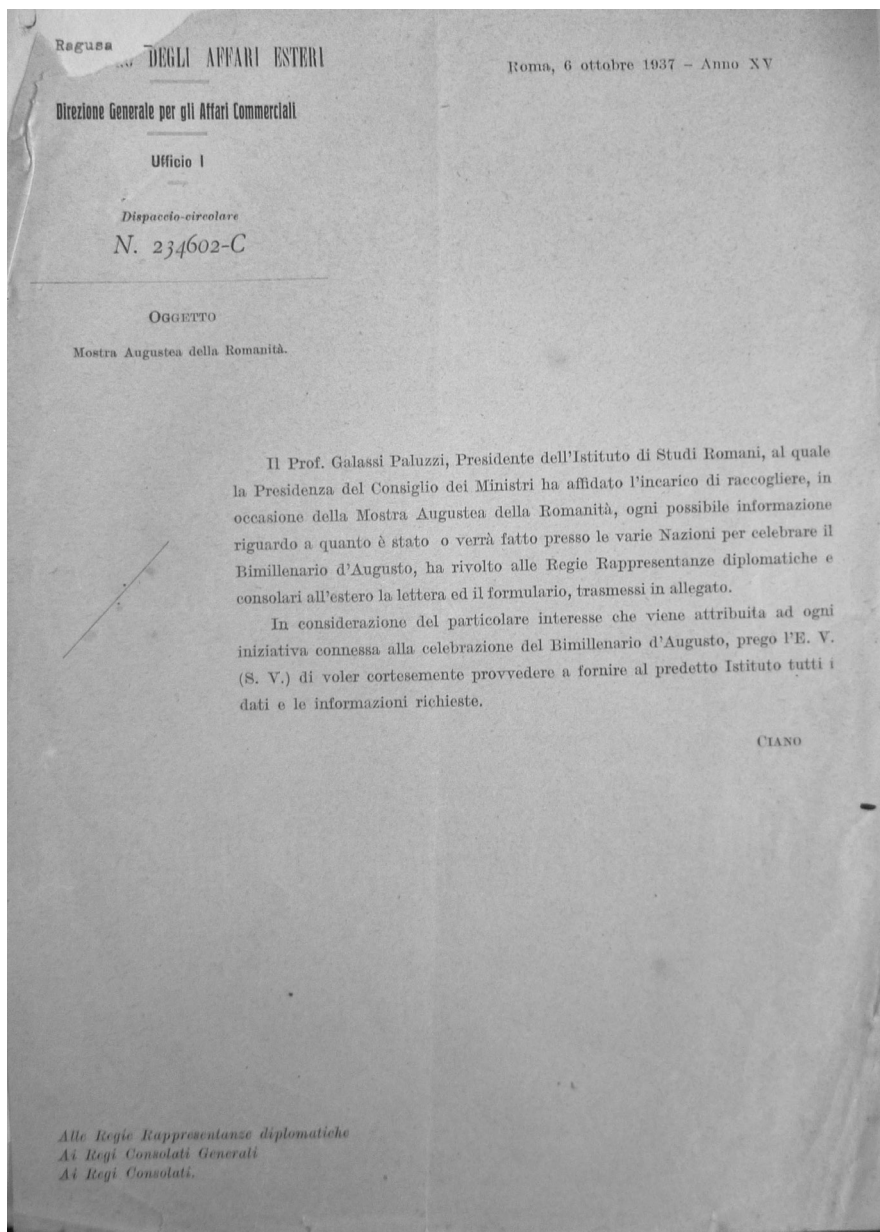 Ragusa
DEGLI AFFARI ESTERI
Direzione Generale per gli Affari Commerciali
Ufficio I
Dispaccio-circolare
N. 234602-C
OGGETTO
Mostra Augustea della Romanità.
Roma, 6 ottobre 1937 - Anno XV
Il Prof. Galassi Paluzzi, Presidente dell'Istituto di Studi Romani, al quale
la Presidenza del Consiglio dei Ministri ha affidato l'incarico di raccogliere, in
occasione della Mostra Augustea della Romanità, ogni possibile informazione
riguardo a quanto è stato o verrà fatto presso le varie Nazioni per celebrare il
Bimillenario d'Augusto, ha rivolto alle Regie Rappresentanze diplomatiche e
consolari all'estero la lettera ed il formulario, trasmessi in allegato.
In considerazione del particolare interesse che viene attribuita ad ogni
iniziativa connessa alla celebrazione del Bimillenario d'Augusto, prego l'E. V.
(S. V.) di voler cortesemente provvedere a fornire al predetto Istituto tutti i
dati e le informazioni richieste.
CIANO
Alle Regie Rappresentanze diplomatiche
Ai Regi Consolati Generali
Ai Regi Consolati.